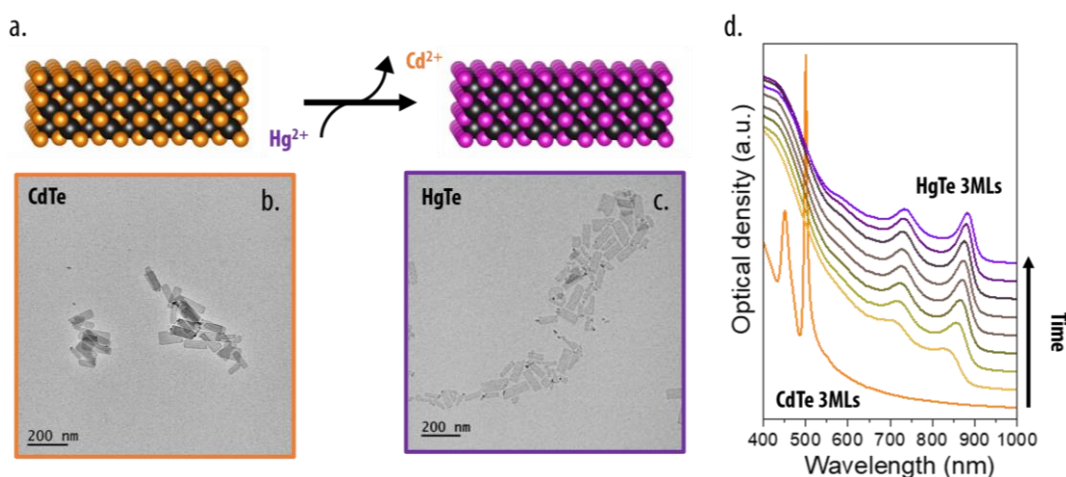 a.
Cd²⁺
Hg²⁺
CdTe
b.
200 nm
HgTe
c.
200 nm
d.
Optical density (a.u.)
HgTe 3MLs
CdTe 3MLs
Time
400 500 600 700 800 900 1000
Wavelength (nm)